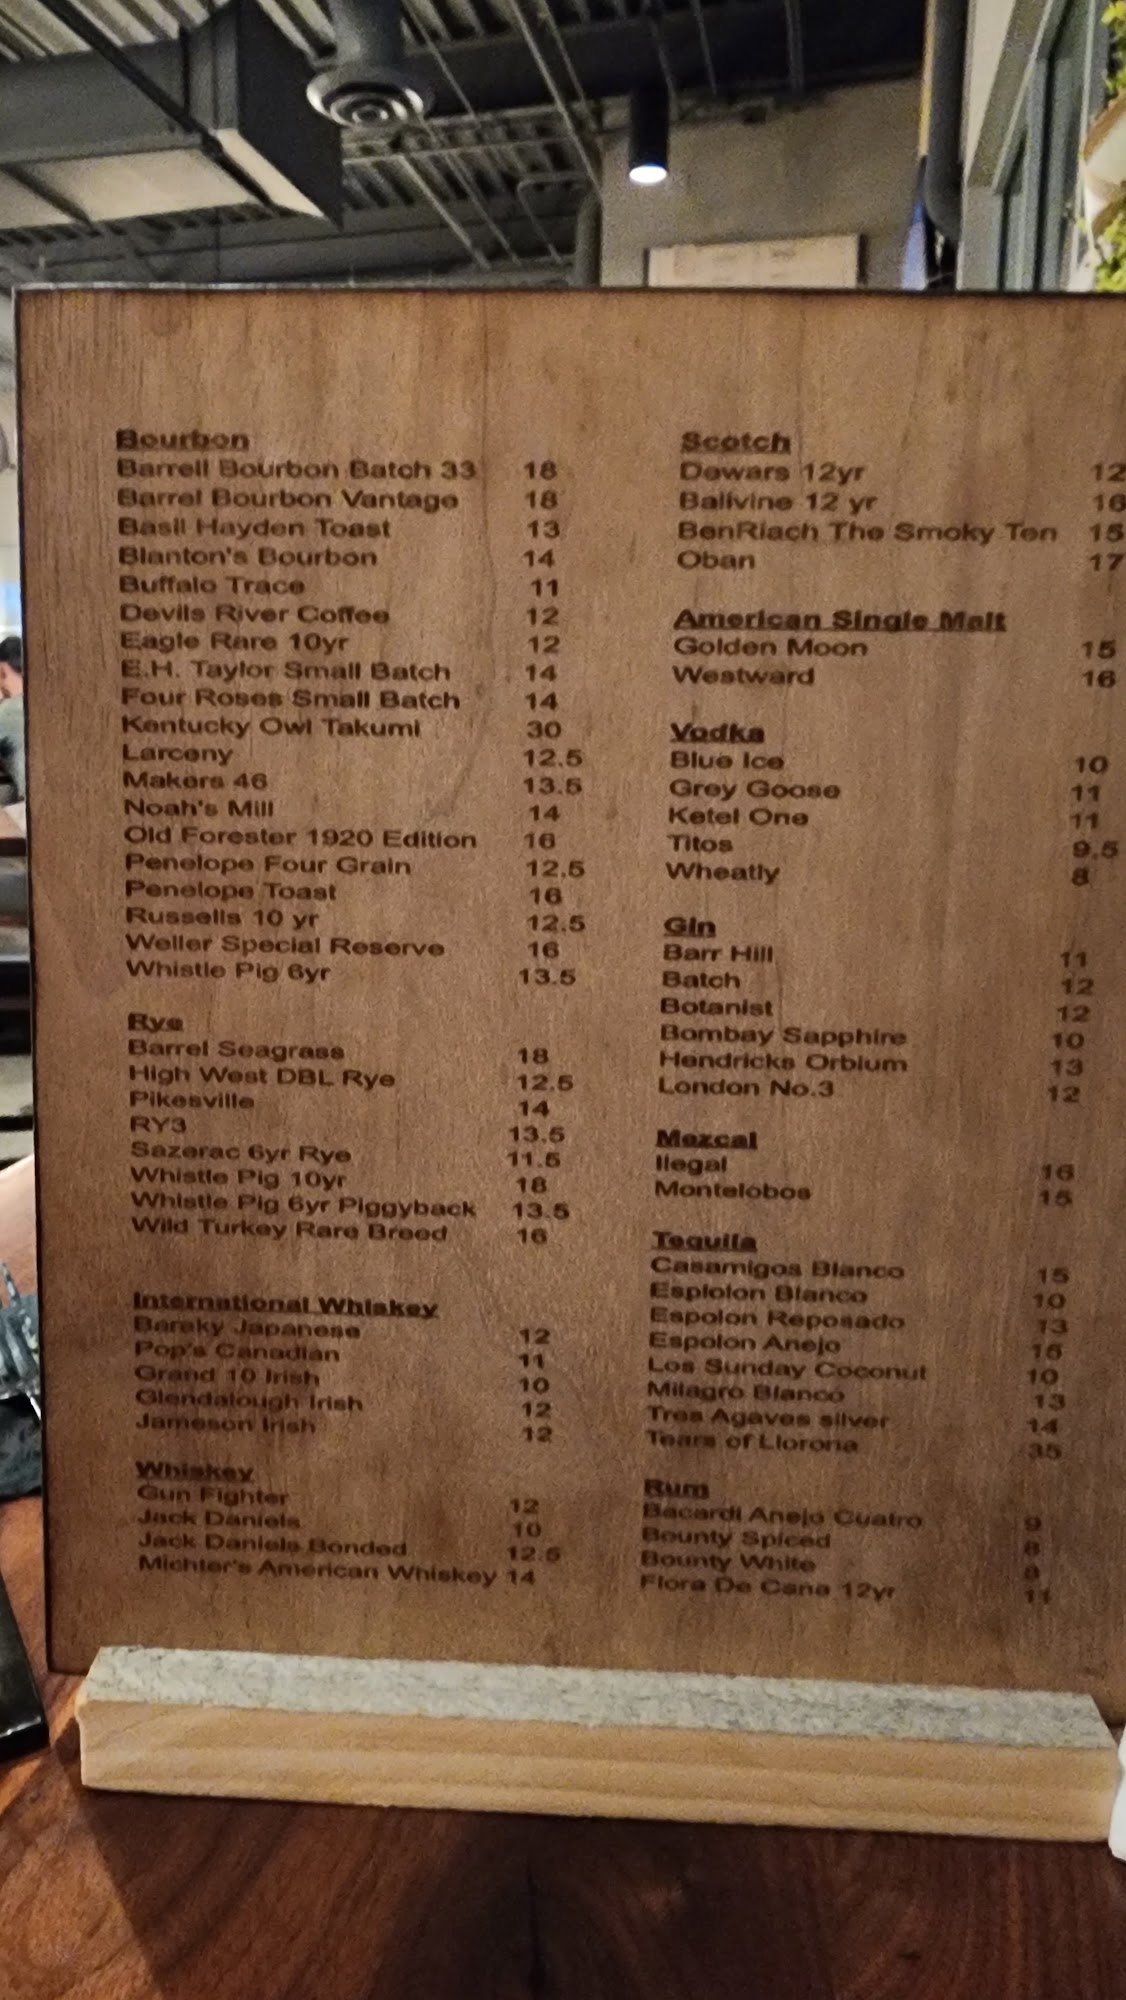 Bourbon
Barrell Bourbon Batch 33 18
Barrel Bourbon Vantage 18
Basil Hayden Toast 13
Blanton's Bourbon 14
Buffalo Trace 11
Devils River Coffee 12
Eagle Rare 10yr 12
E.H. Taylor Small Batch 14
Four Roses Small Batch 14
Kentucky Owl Takumi 30
Larceny 12.5
Makers 46 13.5
Noah's Mill 14
Old Forester 1920 Edition 16
Penelope Four Grain 12.5
Penelope Toast 16
Russells 10 yr 12.5
Weller Special Reserve 16
Whistle Pig 6yr 13.5
Rye
Barrel Seagrass 18
High West DBL Rye 12.5
Pikesville 14
RY3 13.5
Sazerac 6yr Rye 11.5
Whistle Pig 10yr 18
Whistle Pig 6yr Piggyback 13.5
Wild Turkey Rare Breed 16
International Whiskey
Bareky Japanese 12
Pop's Canadian 11
Grand 10 Irish 10
Glendalough Irish 12
Jameson Irish 12
Whiskey
Gun Fighter 12
Jack Daniels 10
Jack Daniels Bonded 12.5
Michter's American Whiskey 14
Scotch
Dewars 12yr 12
Ballvine 12 yr 16
BenRiach The Smoky Ten 15
Oban 17
American Single Malt
Golden Moon 15
Westward 16
Vodka
Blue Ice 10
Grey Goose 11
Ketel One 11
Titos 9.5
Wheatly 8
Gin
Barr Hill 11
Batch 12
Botanist 12
Bombay Sapphire 10
Hendricks Orbium 13
London No.3 12
Mezcal
Ilegal 16
Montelobos 15
Tequila
Casamigos Blanco 15
Esplolon Blanco 10
Espolon Reposado 13
Espolon Anejo 15
Los Sunday Coconut 10
Milagro Blanco 13
Tres Agaves silver 14
Tears of Llorona 35
Rum
Bacardi Anejo Cuatro 9
Bounty Spiced 8
Bounty White 8
Flora De Cana 12yr 11